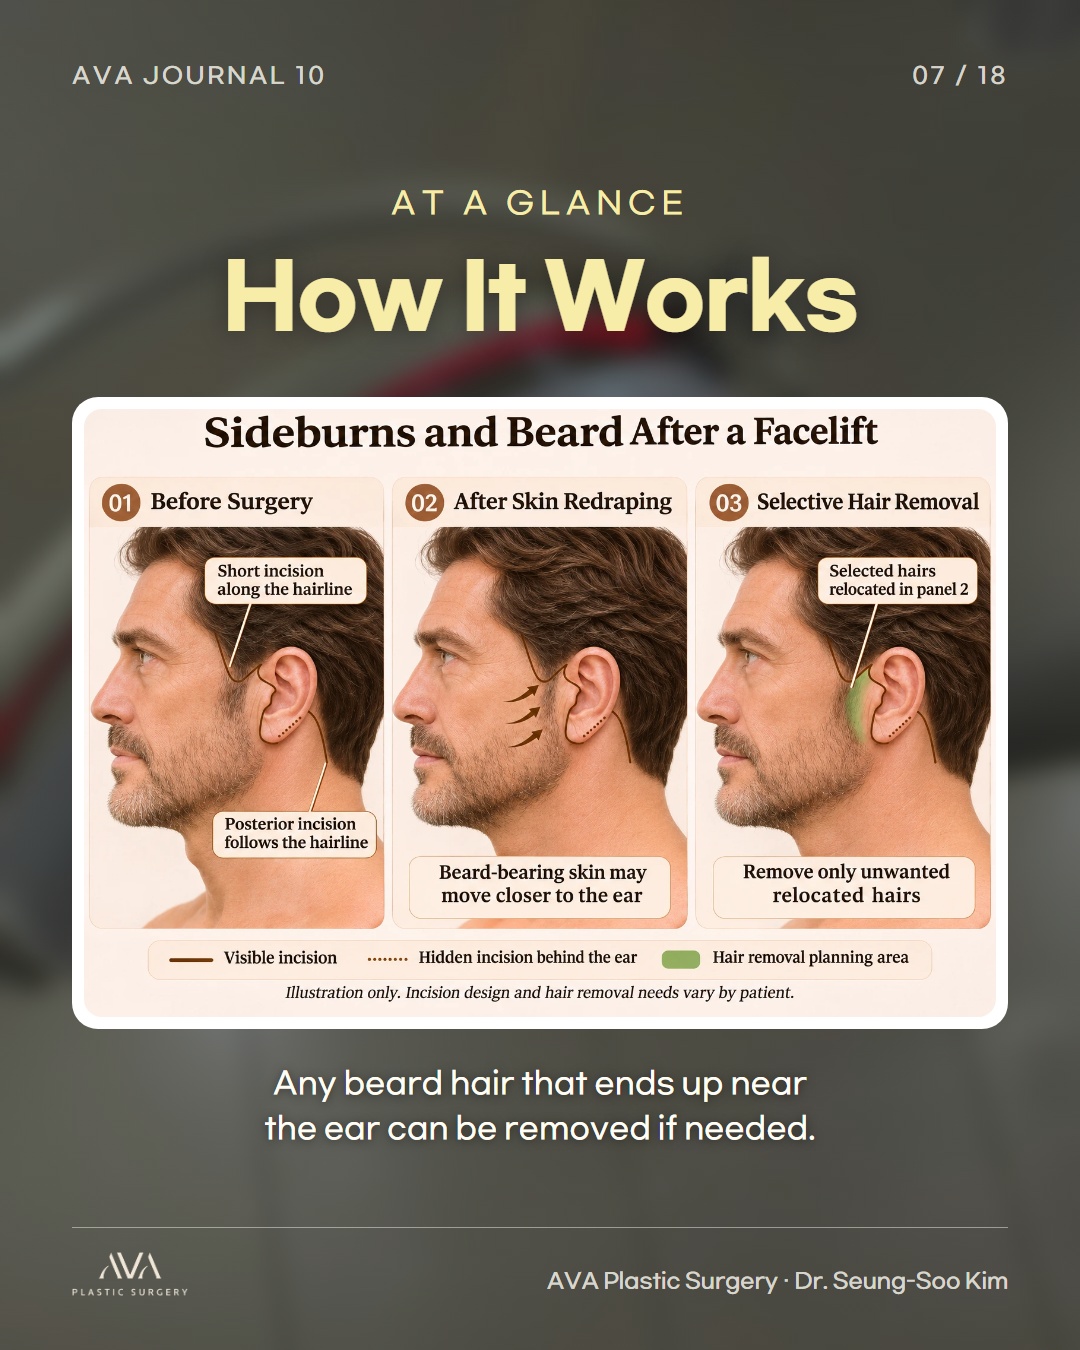 AVA JOURNAL 10
07 / 18
AT A GLANCE
How It Works
Sideburns and Beard After a Facelift
01 Before Surgery
Short incision
along the hairline
Posterior incision
follows the hairline
02 After Skin Redraping
Beard-bearing skin may
move closer to the ear
03 Selective Hair Removal
Selected hairs
relocated in panel 2
Remove only unwanted
relocated hairs
Visible incision
Hidden incision behind the ear
Hair removal planning area
Illustration only. Incision design and hair removal needs vary by patient.
Any beard hair that ends up near
the ear can be removed if needed.
AVA
PLASTIC SURGERY
AVA Plastic Surgery · Dr. Seung-Soo Kim